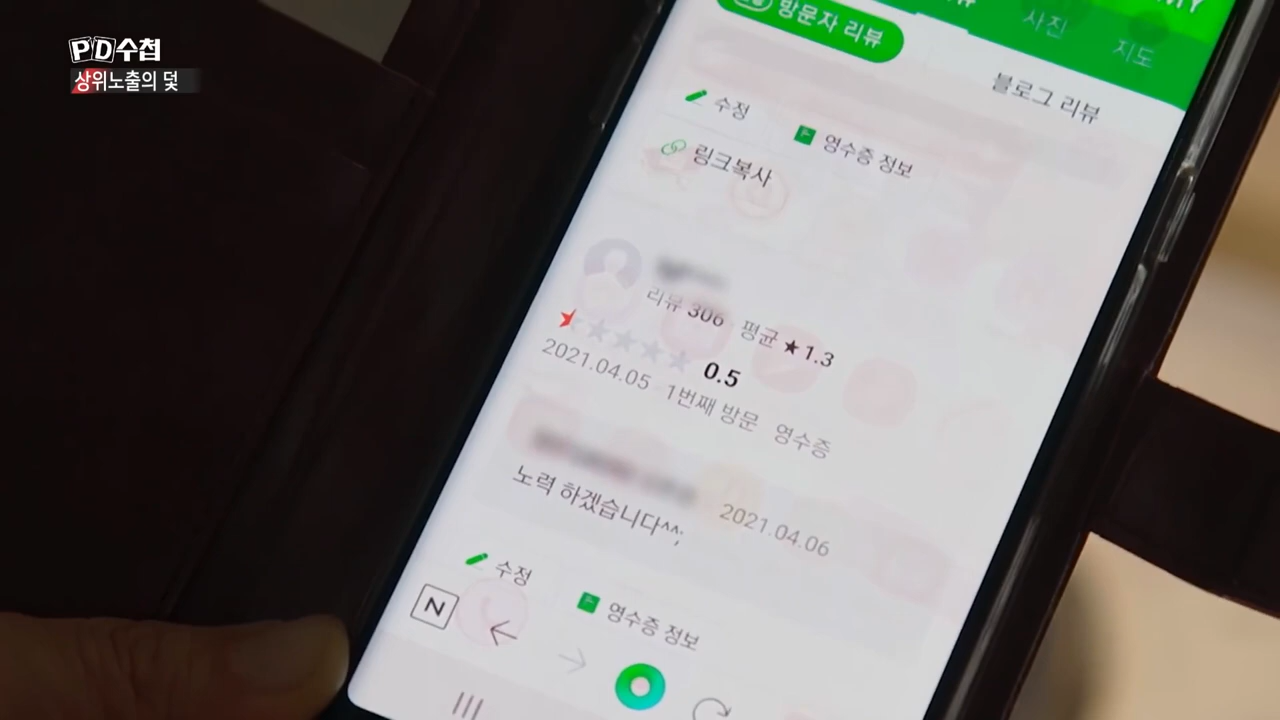 PD수첩
상위노출의 덫
방문자 리뷰
사진
지도
블로그 리뷰
수정
영수증 정보
링크복사
리뷰 306 평균 ★1.3
0.5
2021.04.05 1번째 방문 영수증
노력 하겠습니다^^;
2021.04.06
수정
영수증 정보
N